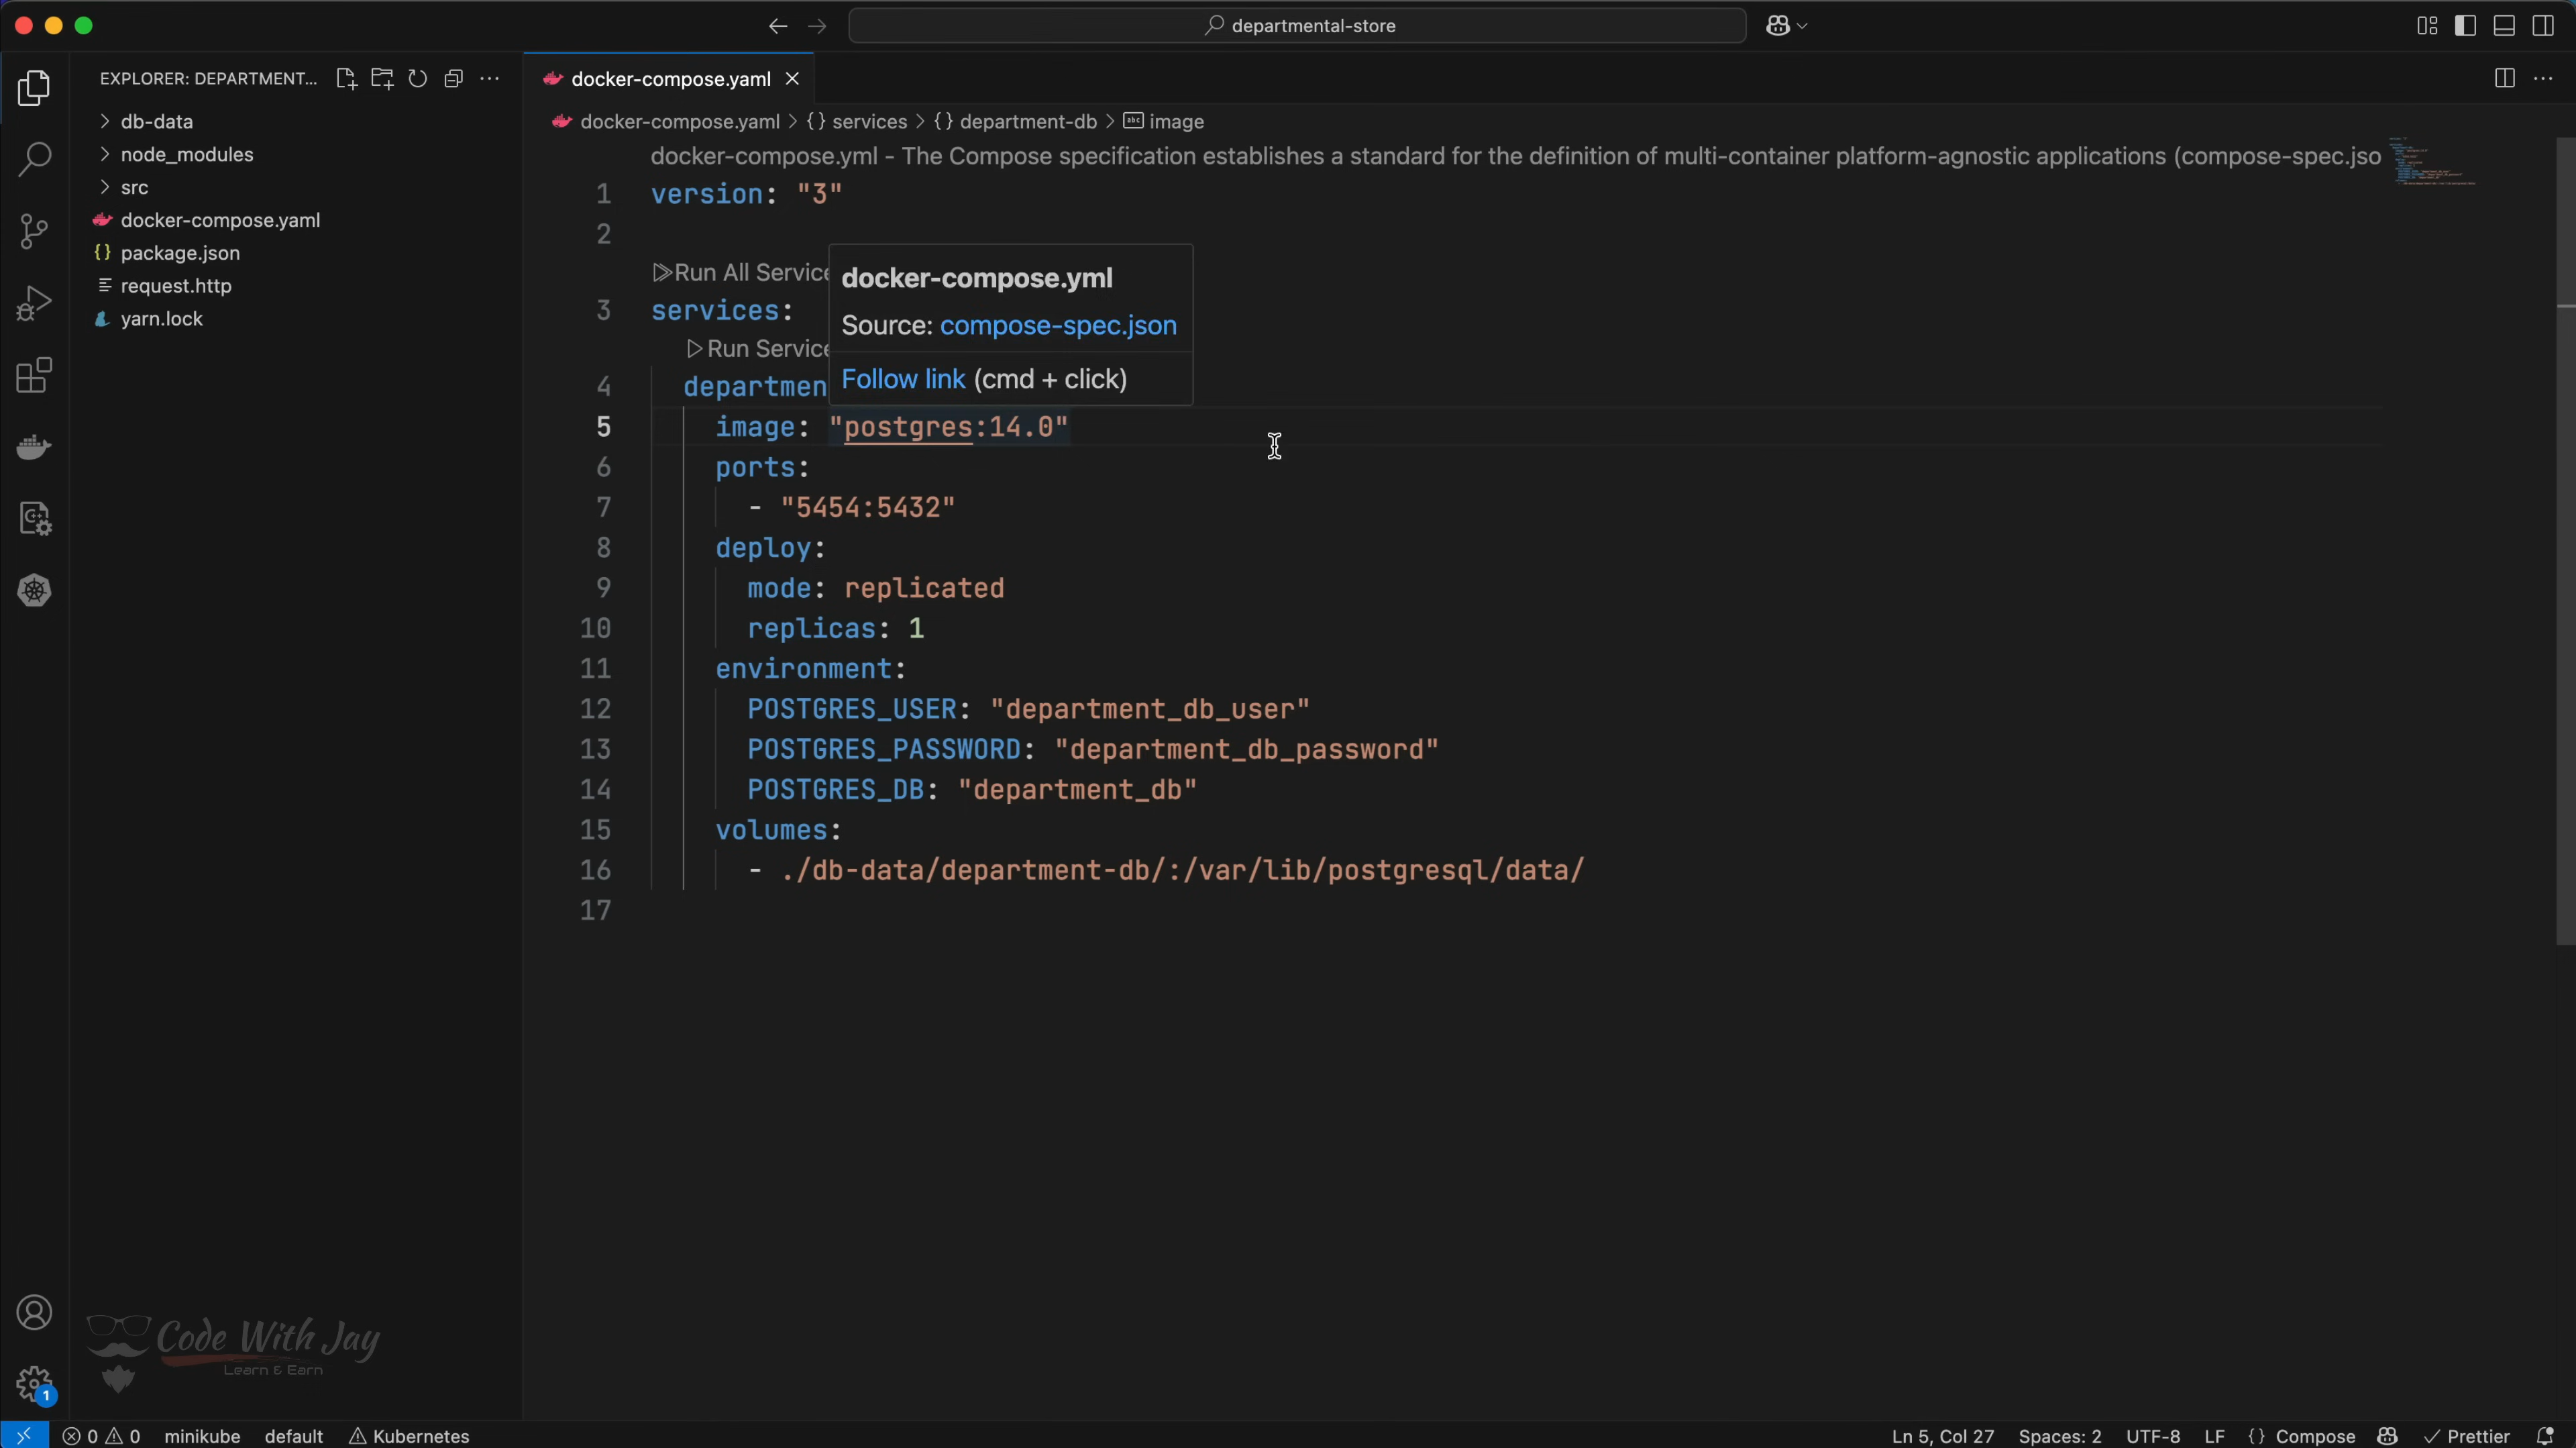 departmental-store
EXPLORER: DEPARTMENT...
db-data
node_modules
src
docker-compose.yaml
package.json
request.http
yarn.lock
docker-compose.yaml
docker-compose.yaml > {} services > {} department-db > abc image
docker-compose.yml - The Compose specification establishes a standard for the definition of multi-container platform-agnostic applications (compose-spec.jso
1 version: "3"
2
Run All Service
3 services:
Run Service
4 departmen
docker-compose.yml
Source: compose-spec.json
Follow link (cmd + click)
5 image: "postgres:14.0"
6 ports:
7 - "5454:5432"
8 deploy:
9 mode: replicated
10 replicas: 1
11 environment:
12 POSTGRES_USER: "department_db_user"
13 POSTGRES_PASSWORD: "department_db_password"
14 POSTGRES_DB: "department_db"
15 volumes:
16 - ./db-data/department-db/:/var/lib/postgresql/data/
17
Code With Jay
Learn & Earn
1
0 0 minikube default Kubernetes
Ln 5, Col 27 Spaces: 2 UTF-8 LF {} Compose Prettier